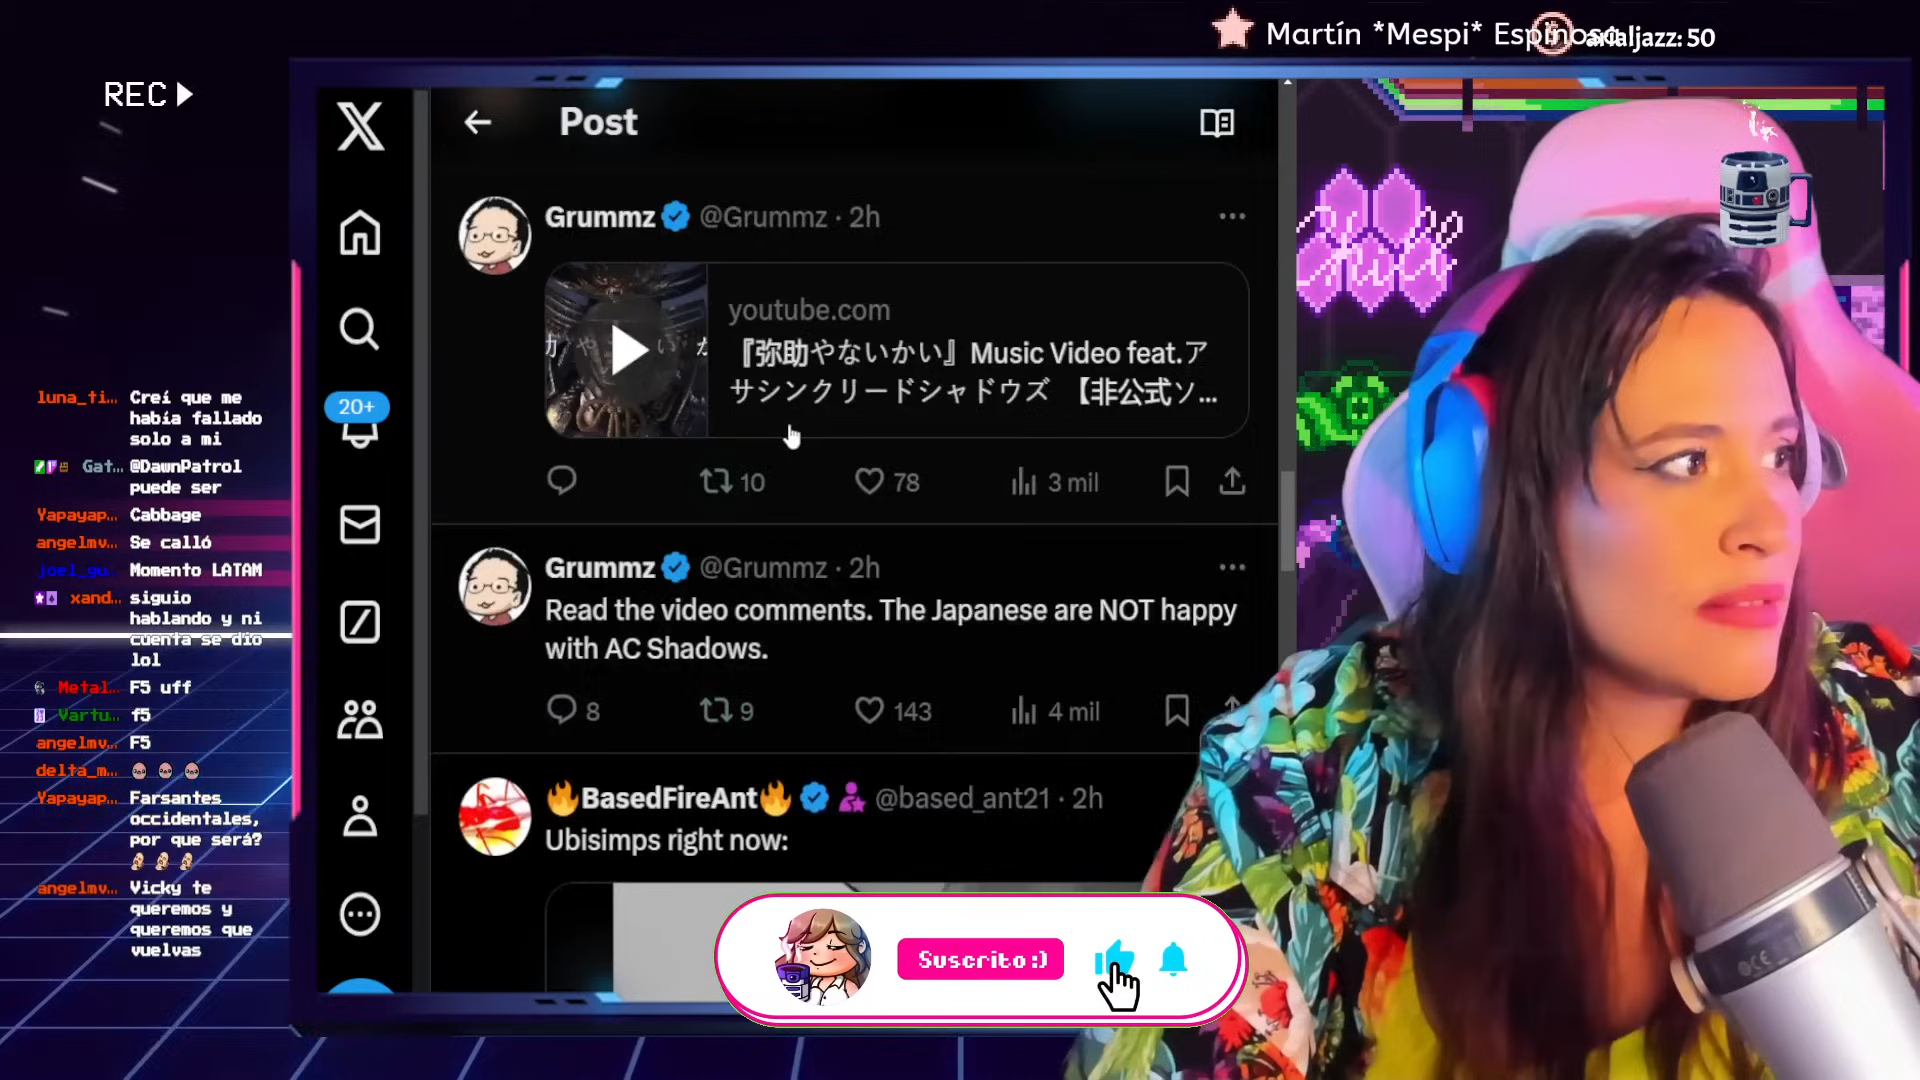 Martín *Mespi* Espinosa
arialjazz: 50
REC
Post
Grummz @Grummz · 2h
youtube.com
『弥助やないかい』Music Video feat.ア
サシンクリードシャドウズ 【非公式ソ...
10
78
3 mil
Grummz @Grummz · 2h
Read the video comments. The Japanese are NOT happy
with AC Shadows.
8
9
143
4 mil
🔥BasedFireAnt🔥 @based_ant21 · 2h
Ubisimps right now:
20+
luna_ti... Creí que me
había fallado
solo a mi
Gat... @DawnPatrol
puede ser
Yapayap... Cabbage
angelmv... Se calló
joel_gu... Momento LATAM
xand... siguio
hablando y ni
cuenta se dio
lol
Metal... F5 uff
Vartu... f5
angelmv... F5
delta_m...
Yapayap... Farsantes
occidentales,
por que será?
angelmv... Vicky te
queremos y
queremos que
vuelvas
Suscrito :)